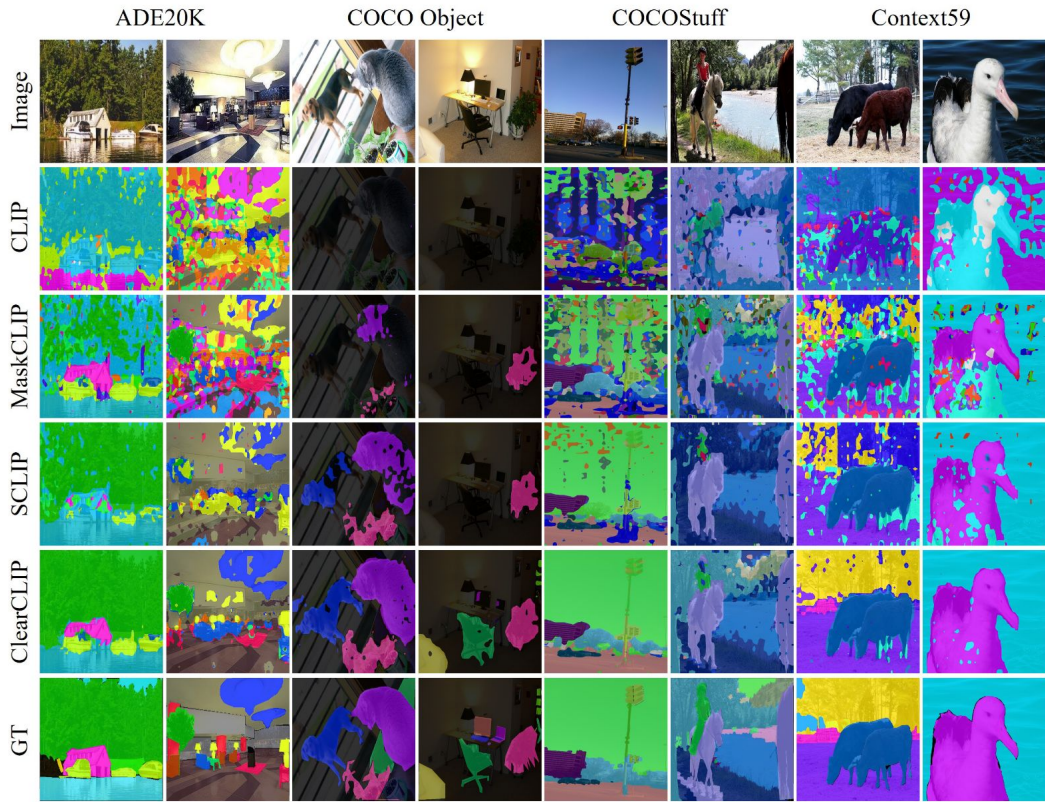 ADE20K COCO Object COCOStuff Context59
Image
CLIP
MaskCLIP
SCLIP
ClearCLIP
GT